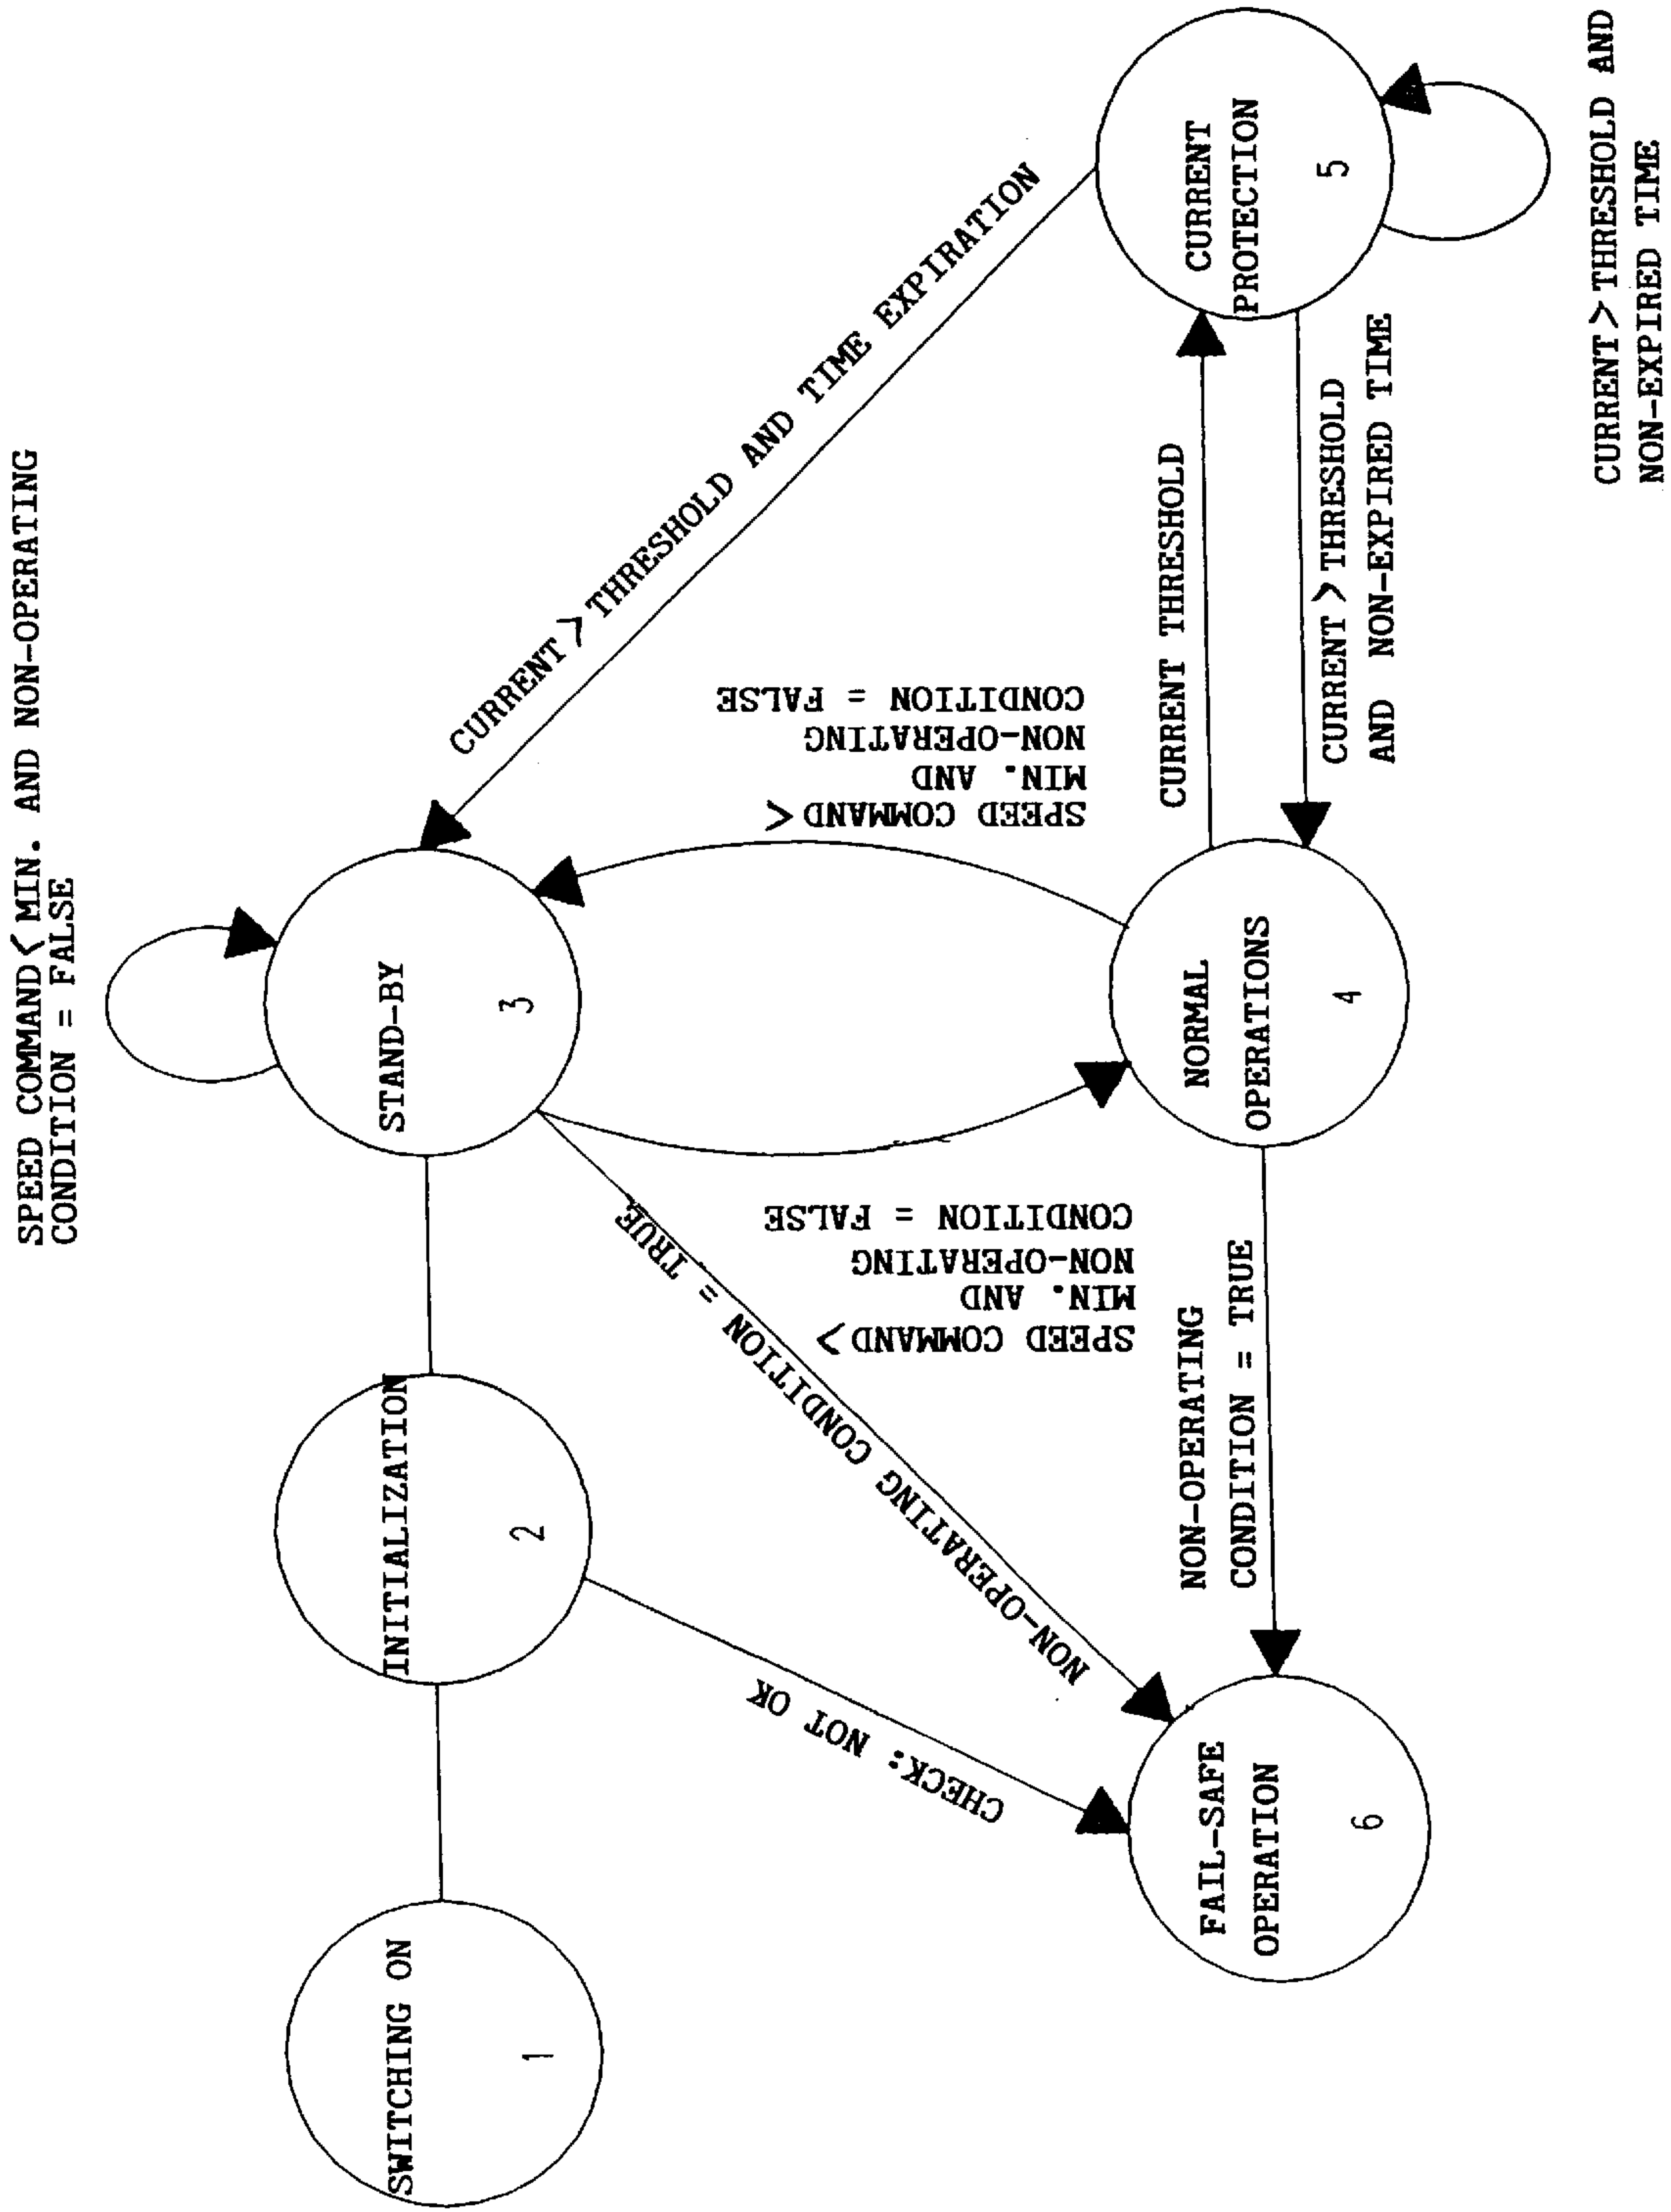 SPEED COMMAND < MIN. AND NON-OPERATING
CONDITION = FALSE
SWITCHING ON
1
INITIALIZATION
2
STAND-BY
3
CURRENT > THRESHOLD AND TIME EXPIRATION
CHECK: NOT OK
NON-OPERATING CONDITION = TRUE
SPEED COMMAND >
MIN. AND
NON-OPERATING
CONDITION = FALSE
SPEED COMMAND <
MIN. AND
NON-OPERATING
CONDITION = FALSE
FAIL-SAFE
OPERATION
6
NON-OPERATING
CONDITION = TRUE
NORMAL
OPERATIONS
4
CURRENT THRESHOLD
CURRENT > THRESHOLD
AND NON-EXPIRED TIME
CURRENT
PROTECTION
5
CURRENT > THRESHOLD AND
NON-EXPIRED TIME